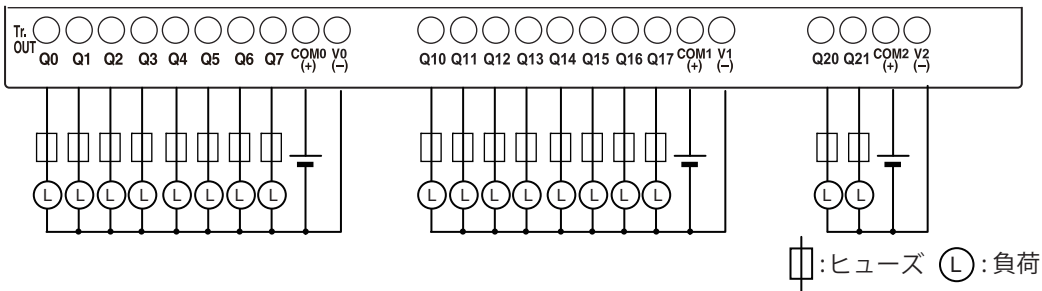 Tr.
OUT
Q0 Q1 Q2 Q3 Q4 Q5 Q6 Q7 COM0 (+) V0 (−)
Q10 Q11 Q12 Q13 Q14 Q15 Q16 Q17 COM1 (+) V1 (−)
Q20 Q21 COM2 (+) V2 (−)
L L L L L L L L
L L L L L L L L
L L
:ヒューズ L :負荷